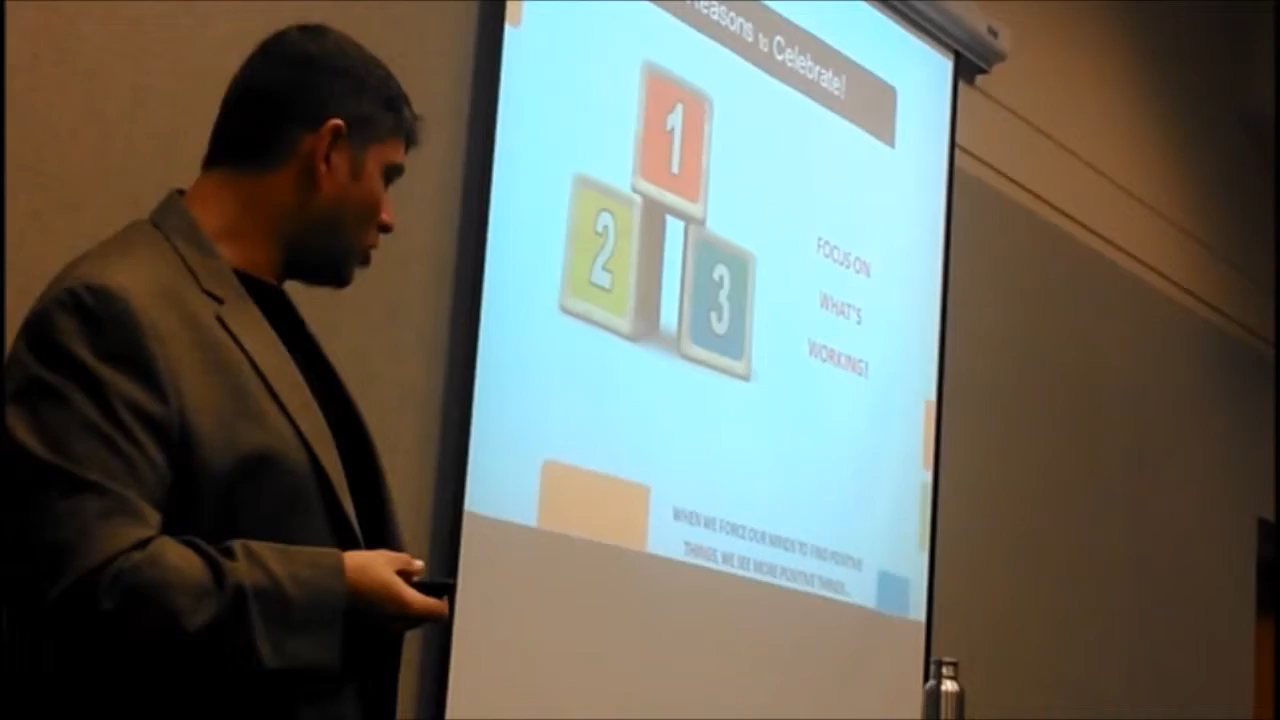 Reasons to Celebrate!
1
2
3
FOCUS ON
WHAT'S
WORKING!
WHEN WE FORCE OUR MINDS TO FIND POSITIVE
THINGS, WE SEE MORE POSITIVE THINGS...